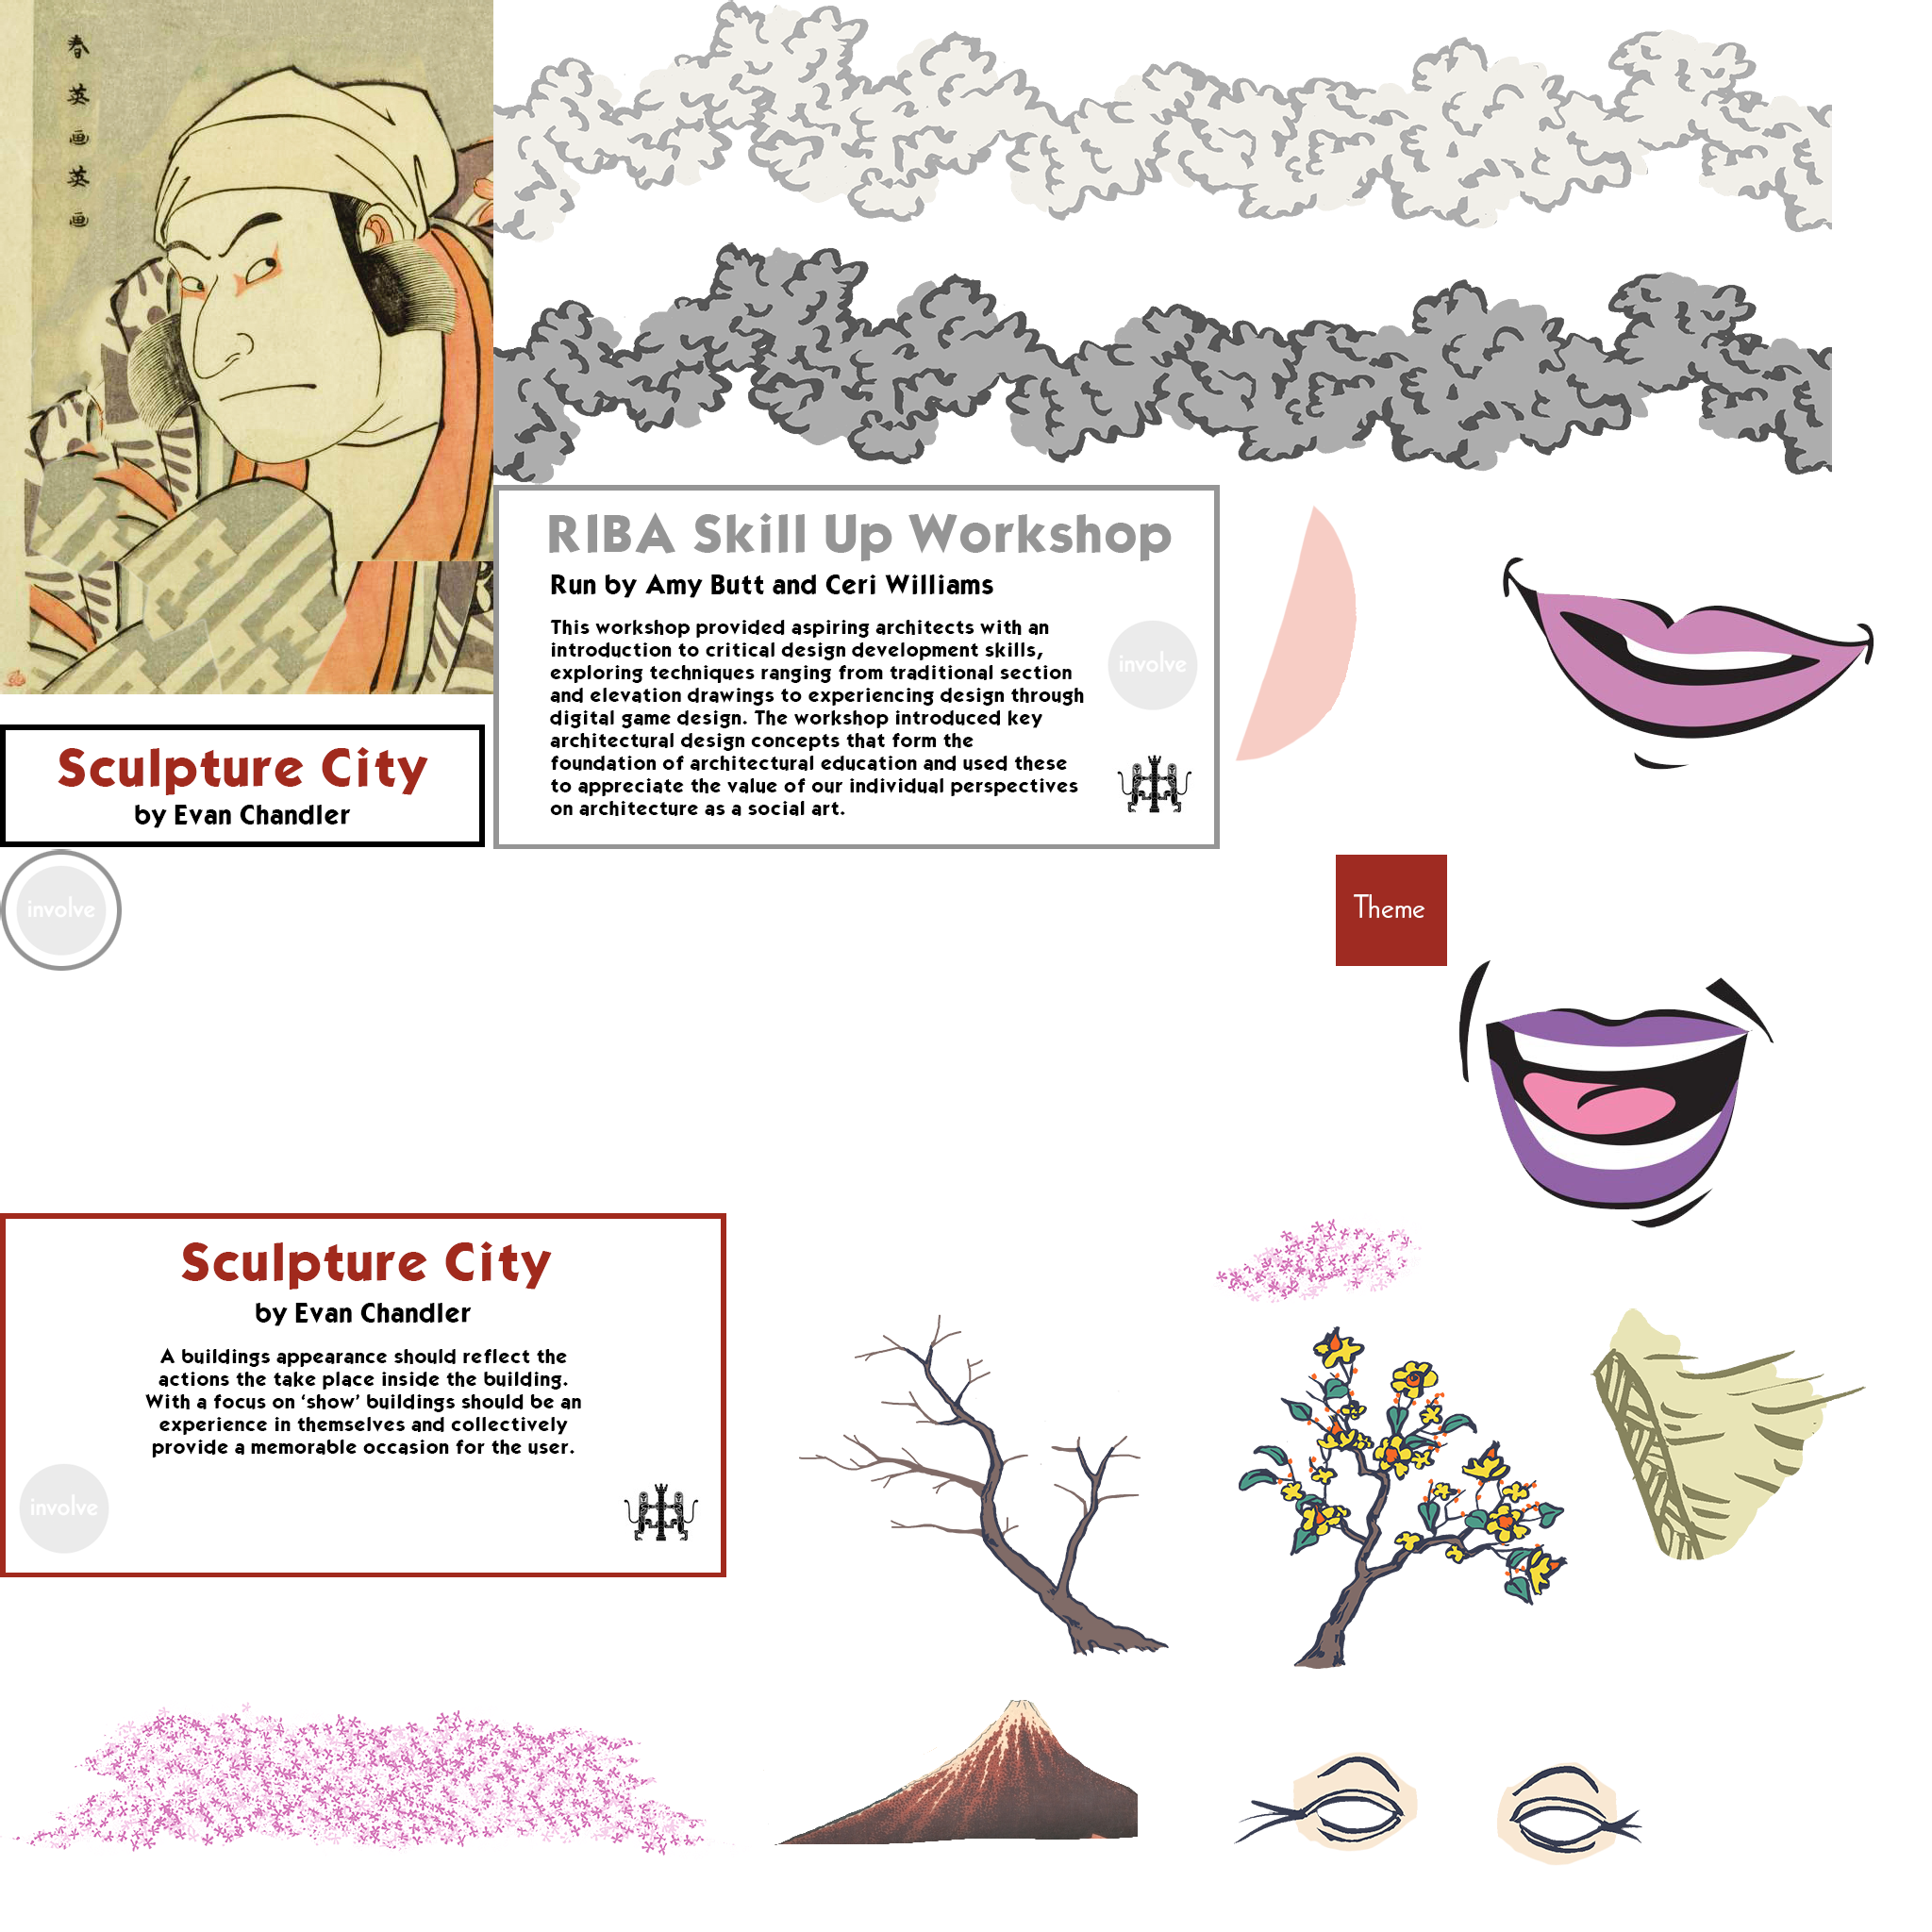 春
英
画
英
画
RIBA Skill Up Workshop
Run by Amy Butt and Ceri Williams
This workshop provided aspiring architects with an
introduction to critical design development skills,
exploring techniques ranging from traditional section
and elevation drawings to experiencing design through
digital game design. The workshop introduced key
architectural design concepts that form the
foundation of architectural education and used these
to appreciate the value of our individual perspectives
on architecture as a social art.
involve
Sculpture City
by Evan Chandler
involve
Theme
Sculpture City
by Evan Chandler
A buildings appearance should reflect the
actions the take place inside the building.
With a focus on ‘show’ buildings should be an
experience in themselves and collectively
provide a memorable occasion for the user.
involve